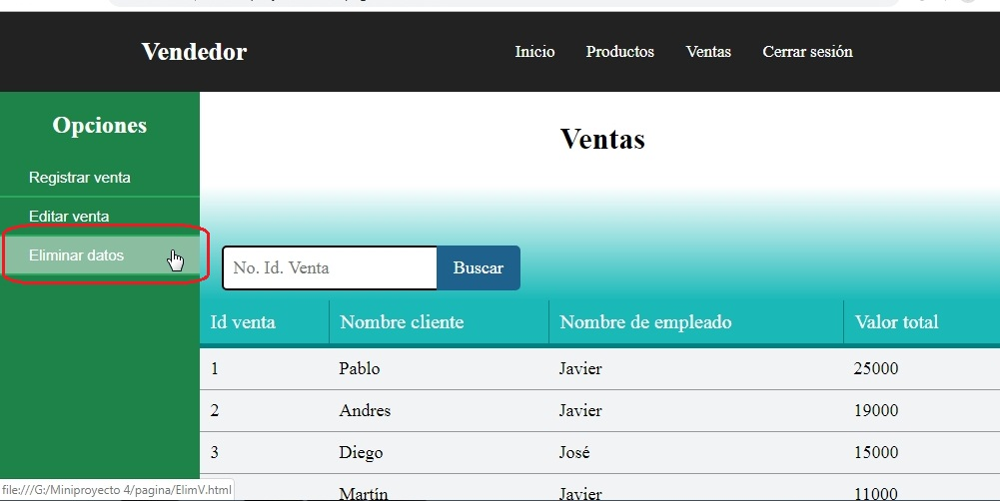 Vendedor Inicio Productos Ventas Cerrar sesión
Opciones
Registrar venta
Editar venta
Eliminar datos
Ventas
No. Id. Venta Buscar
Id venta Nombre cliente Nombre de empleado Valor total
1 Pablo Javier 25000
2 Andres Javier 19000
3 Diego José 15000
Martín Javier 11000
file:///G:/Miniproyecto 4/pagina/ElimV.html